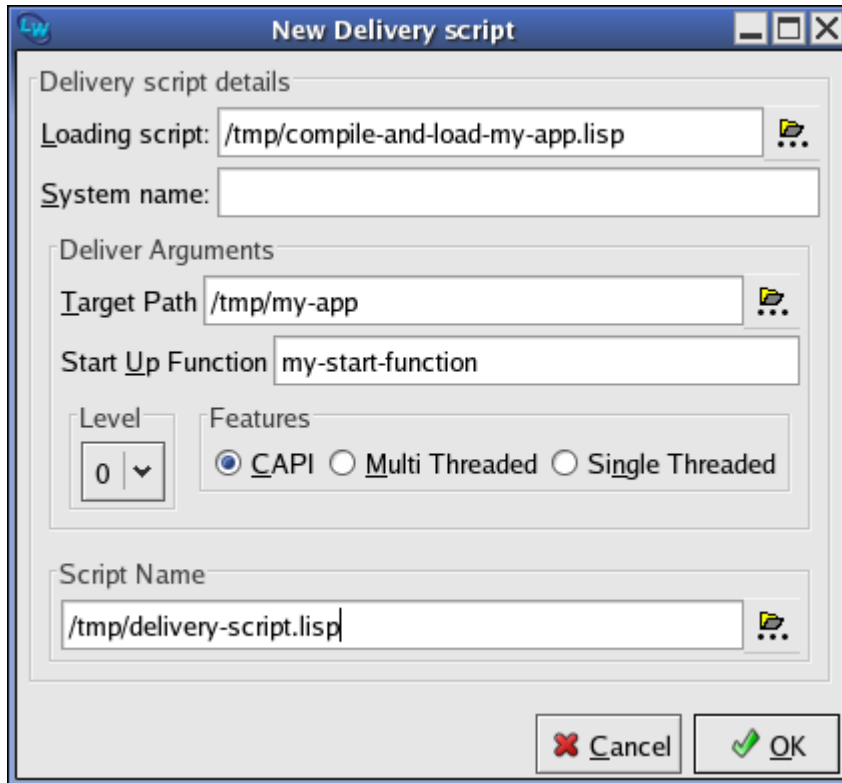 LW New Delivery script
Delivery script details
Loading script: /tmp/compile-and-load-my-app.lisp
System name:
Deliver Arguments
Target Path /tmp/my-app
Start Up Function my-start-function
Level Features
0 CAPI Multi Threaded Single Threaded
Script Name
/tmp/delivery-script.lisp
Cancel OK